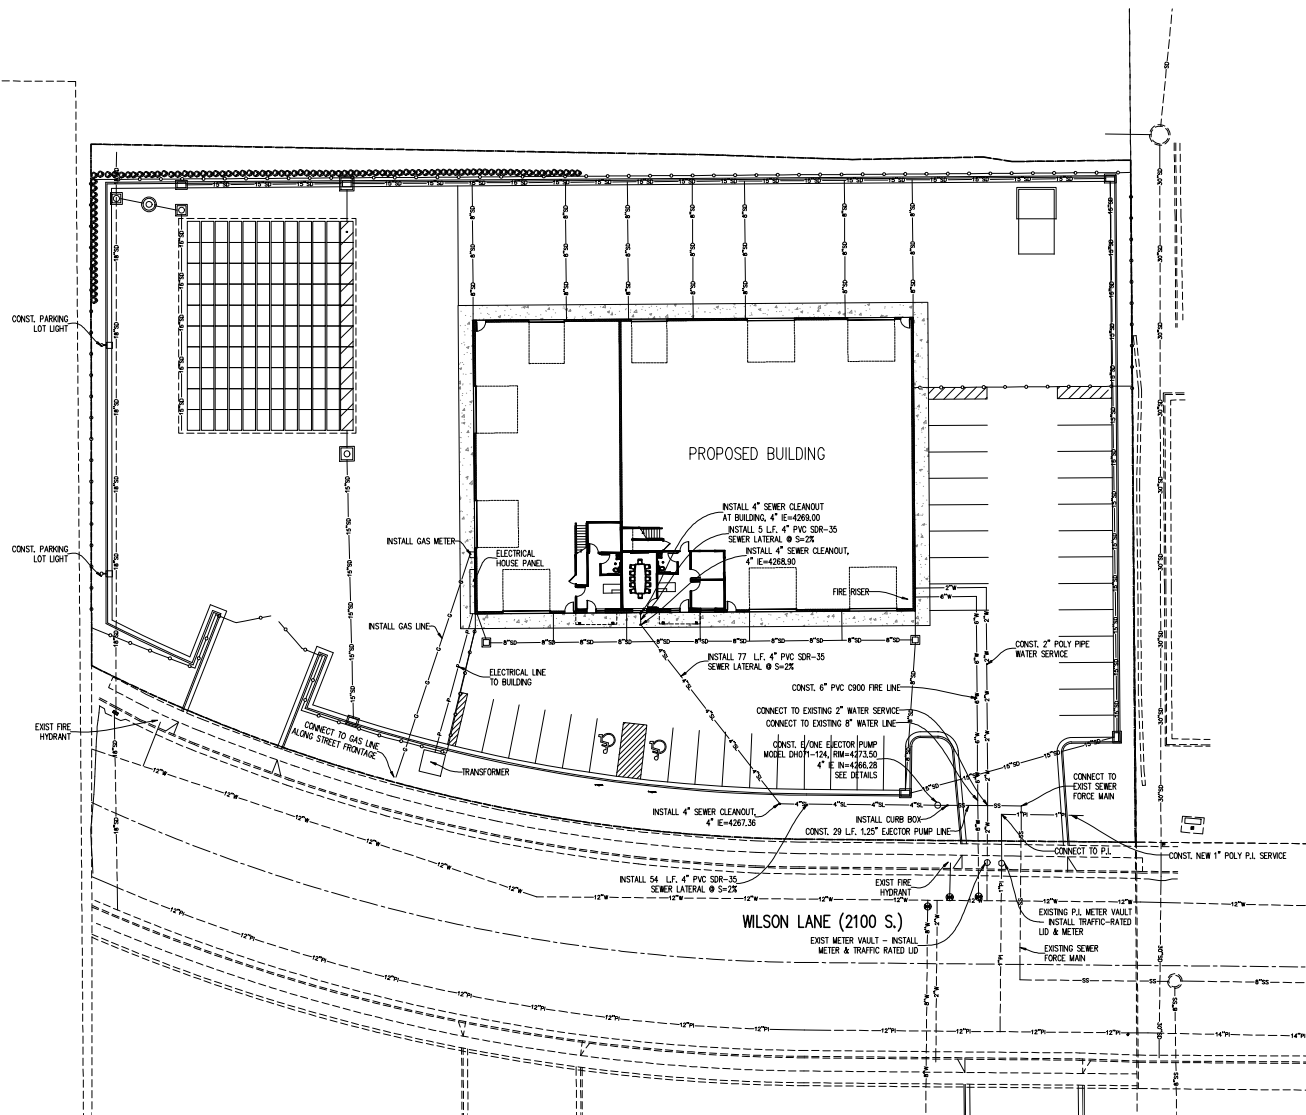 CONST. PARKING
LOT LIGHT
CONST. PARKING
LOT LIGHT
PROPOSED BUILDING
INSTALL 4" SEWER CLEANOUT
AT BUILDING, 4" IE=4269.00
INSTALL 5 L.F. 4" PVC SDR-35
SEWER LATERAL @ S=2%
INSTALL 4" SEWER CLEANOUT,
4" IE=4268.90
INSTALL GAS METER
ELECTRICAL
HOUSE PANEL
FIRE RISER
2"W
6"W
INSTALL GAS LINE
ELECTRICAL LINE
TO BUILDING
INSTALL 77 L.F. 4" PVC SDR-35
SEWER LATERAL @ S=2%
CONST. 2" POLY PIPE
WATER SERVICE
CONST. 6" PVC C900 FIRE LINE
CONNECT TO EXISTING 2" WATER SERVICE
CONNECT TO EXISTING 8" WATER LINE
CONST. E/ONE EJECTOR PUMP
MODEL DH071-124, RIM=4273.50
4" IE IN=4266.28
SEE DETAILS
EXIST FIRE
HYDRANT
CONNECT TO GAS LINE
ALONG STREET FRONTAGE
TRANSFORMER
CONNECT TO
EXIST SEWER
FORCE MAIN
INSTALL 4" SEWER CLEANOUT,
4" IE=4267.36
INSTALL CURB BOX
CONST. 29 L.F. 1.25" EJECTOR PUMP LINE
CONNECT TO P.I.
CONST. NEW 1" POLY P.I. SERVICE
INSTALL 54 L.F. 4" PVC SDR-35
SEWER LATERAL @ S=2%
EXIST FIRE
HYDRANT
WILSON LANE (2100 S.)
EXISTING P.I. METER VAULT
- INSTALL TRAFFIC-RATED
LID & METER
EXIST METER VAULT - INSTALL
METER & TRAFFIC RATED LID
EXISTING SEWER
FORCE MAIN
12"W
12"PI
14"PI
8"SS